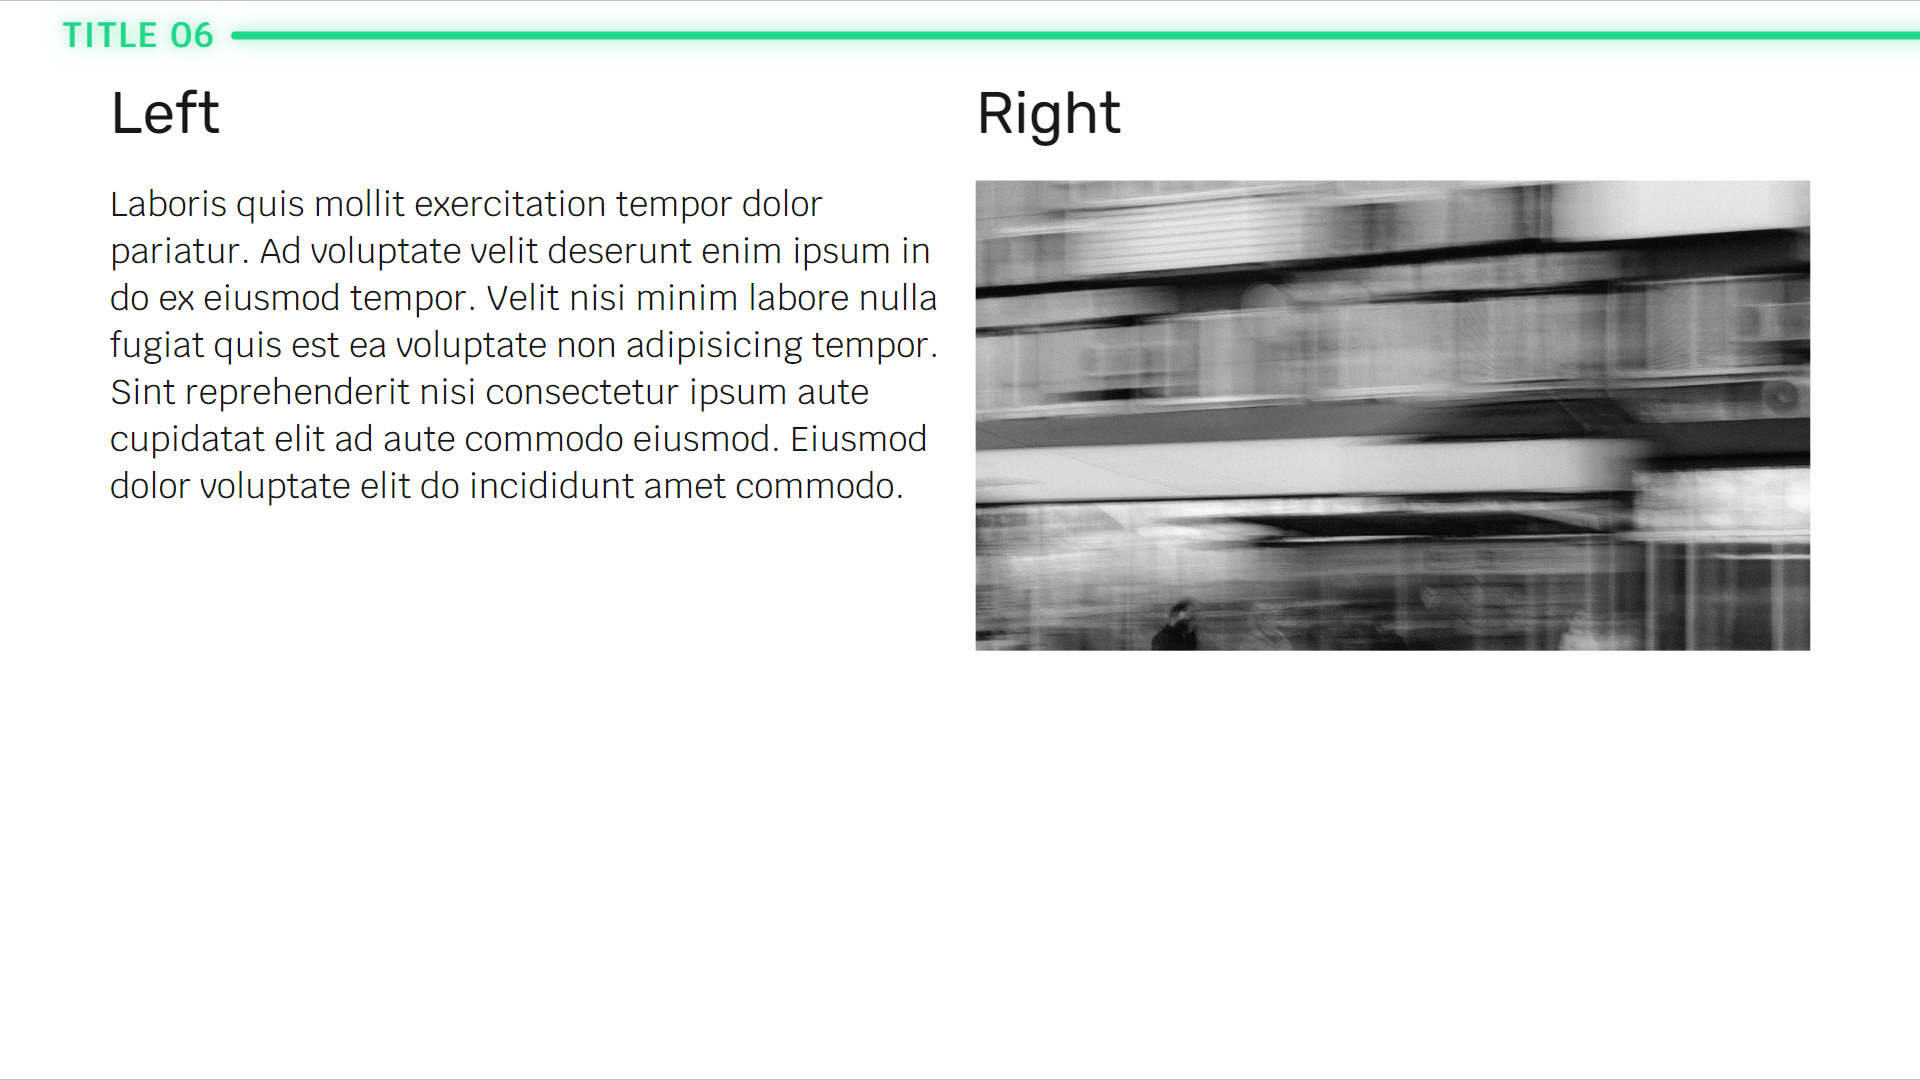 TITLE 06
Left
Laboris quis mollit exercitation tempor dolor
pariatur. Ad voluptate velit deserunt enim ipsum in
do ex eiusmod tempor. Velit nisi minim labore nulla
fugiat quis est ea voluptate non adipisicing tempor.
Sint reprehenderit nisi consectetur ipsum aute
cupidatat elit ad aute commodo eiusmod. Eiusmod
dolor voluptate elit do incididunt amet commodo.
Right